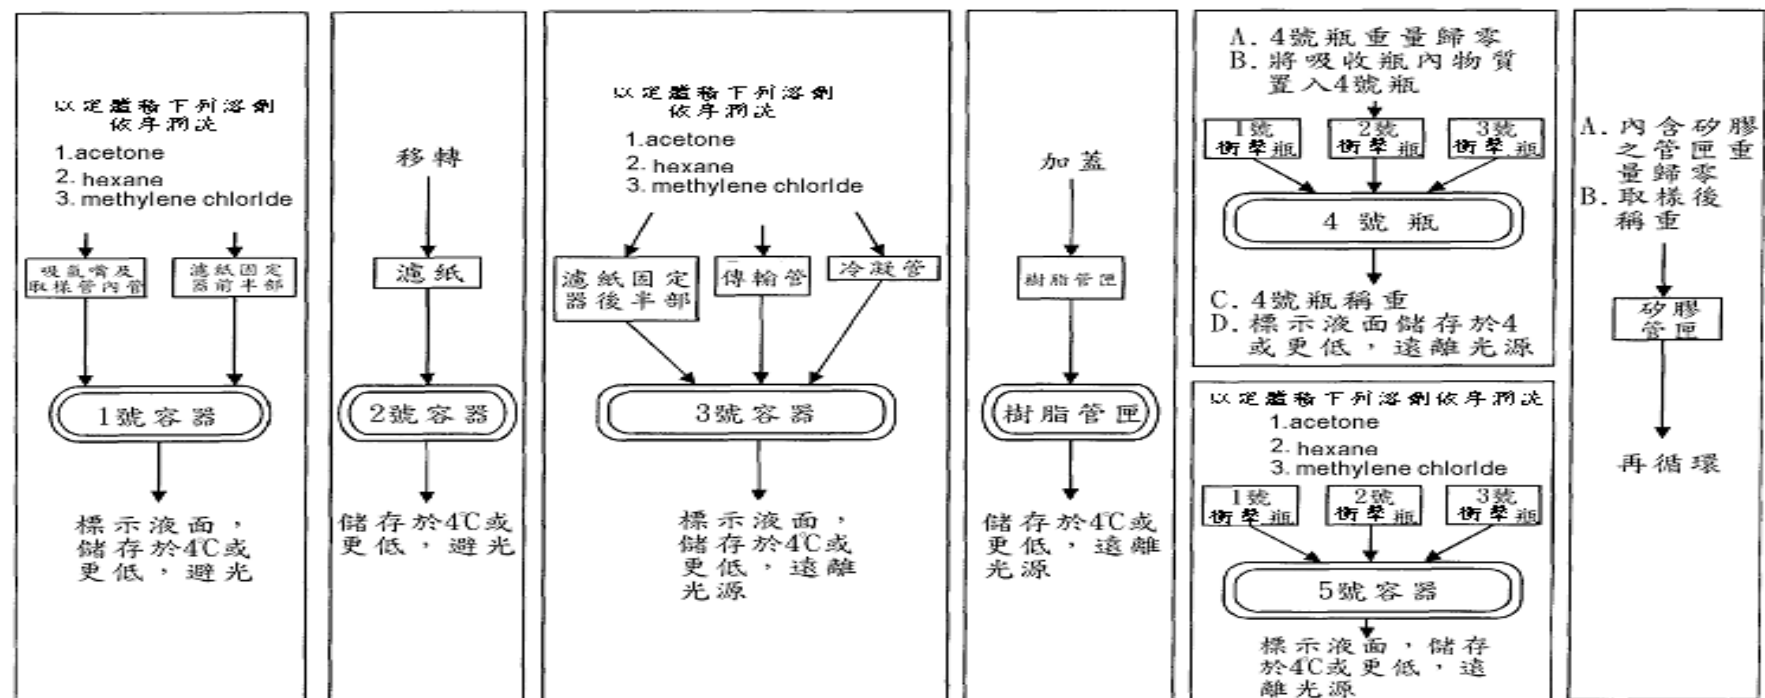 以定體積下列溶劑
依序潤洗
1.acetone
2. hexane
3. methylene chloride
吸氣嘴及
取樣管內管
濾紙固定
器前半部
1號容器
標示液面，
儲存於4℃或
更低，避光
移轉
濾紙
2號容器
儲存於4℃或
更低，避光
以定體積下列溶劑
依序潤洗
1.acetone
2. hexane
3. methylene chloride
濾紙固定
器後半部
傳輸管
冷凝管
3號容器
標示液面，
儲存於4℃或
更低，遠離
光源
加蓋
樹脂管匣
樹脂管匣
儲存於4℃或
更低，遠離
光源
A. 4號瓶重量歸零
B. 將吸收瓶內物質
置入4號瓶
1號
衝擊瓶
2號
衝擊瓶
3號
衝擊瓶
4號瓶
C. 4號瓶稱重
D. 標示液面儲存於4
或更低，遠離光源
以定體積下列溶劑依序潤洗
1.acetone
2. hexane
3. methylene chloride
1號
衝擊瓶
2號
衝擊瓶
3號
衝擊瓶
5號容器
標示液面，儲存
於4℃或更低，遠
離光源
A. 內含矽膠
之管匣重
量歸零
B. 取樣後
稱重
矽膠
管匣
再循環